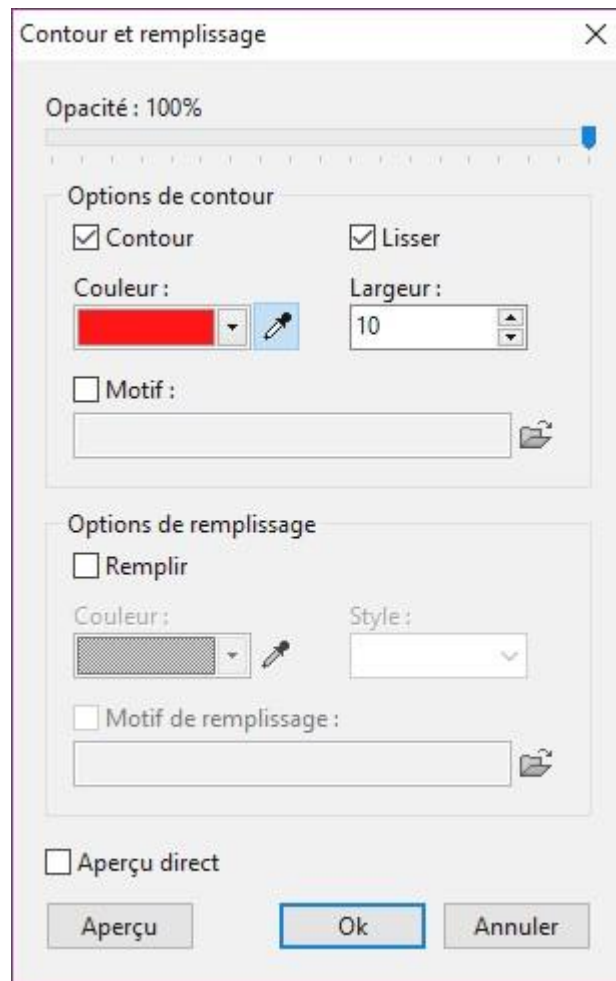 Contour et remplissage
Opacité : 100%
Options de contour
Contour Lisser
Couleur : Largeur :
10
Motif :
Options de remplissage
Remplir
Couleur : Style :
Motif de remplissage :
Aperçu direct
Aperçu Ok Annuler